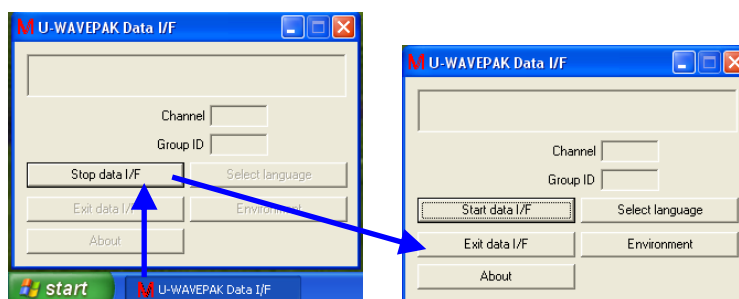 M U-WAVEPAK Data I/F
Channel
Group ID
Stop data I/F Select language
Exit data I/F Environment
About
start M U-WAVEPAK Data I/F
M U-WAVEPAK Data I/F
Channel
Group ID
Start data I/F Select language
Exit data I/F Environment
About